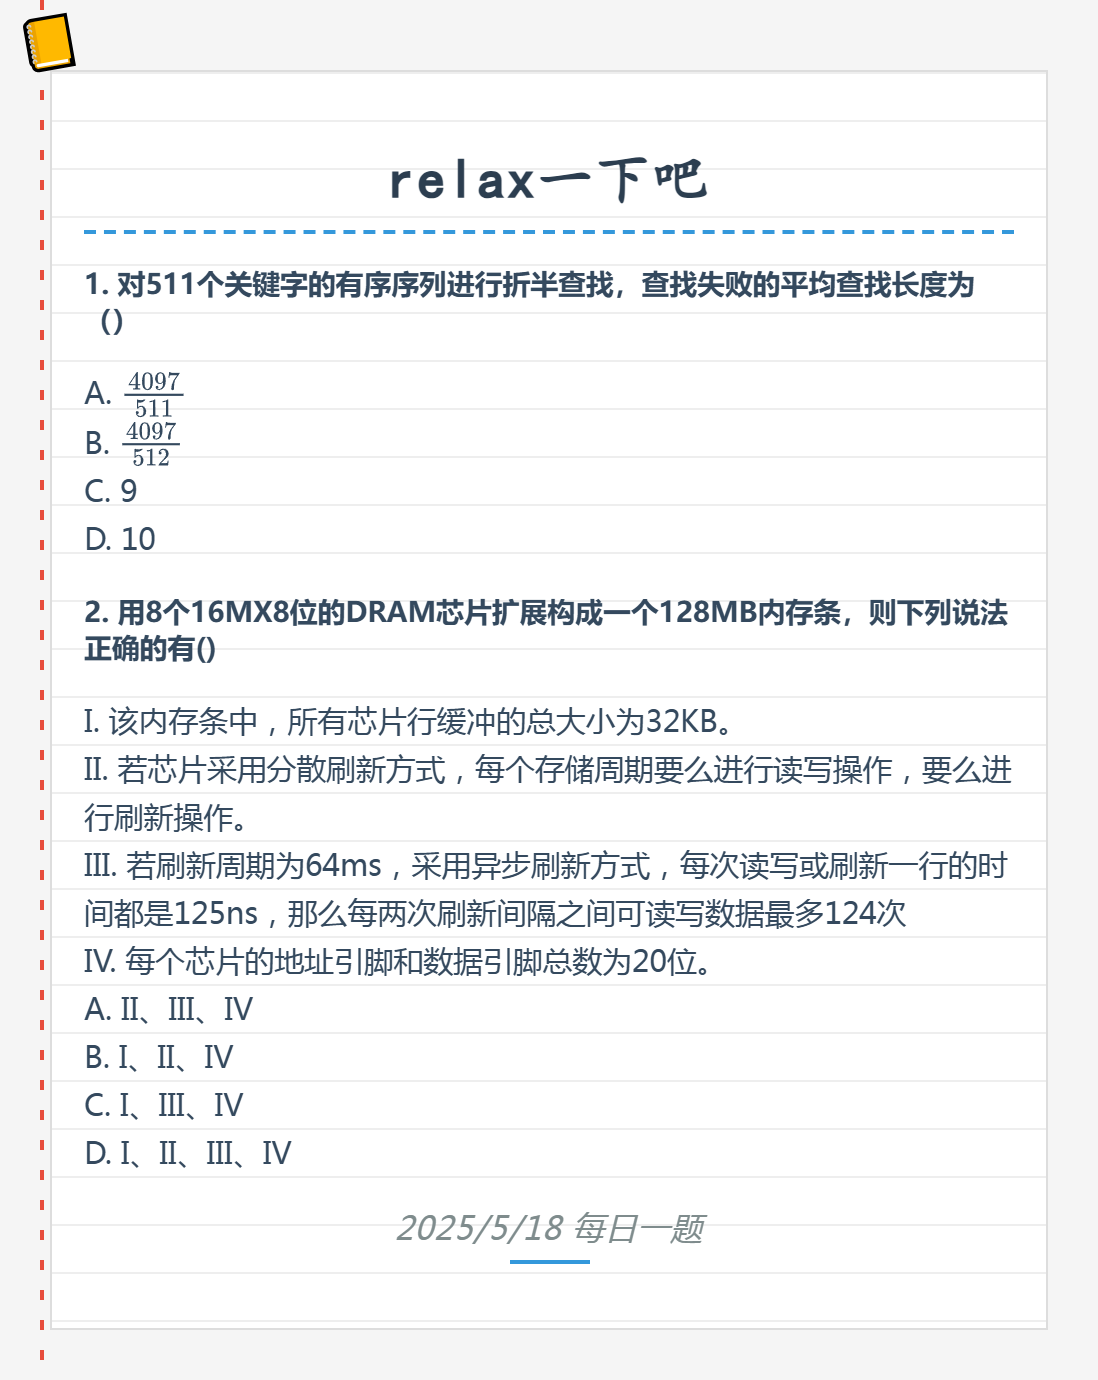 relax一下吧
1. 对511个关键字的有序序列进行折半查找，查找失败的平均查找长度为
()
A. 4097/511
B. 4097/512
C. 9
D. 10
2. 用8个16MX8位的DRAM芯片扩展构成一个128MB内存条，则下列说法
正确的有()
I. 该内存条中，所有芯片行缓冲的总大小为32KB。
II. 若芯片采用分散刷新方式，每个存储周期要么进行读写操作，要么进
行刷新操作。
III. 若刷新周期为64ms，采用异步刷新方式，每次读写或刷新一行的时
间都是125ns，那么每两次刷新间隔之间可读写数据最多124次
IV. 每个芯片的地址引脚和数据引脚总数为20位。
A. II、III、IV
B. I、II、IV
C. I、III、IV
D. I、II、III、IV
2025/5/18 每日一题